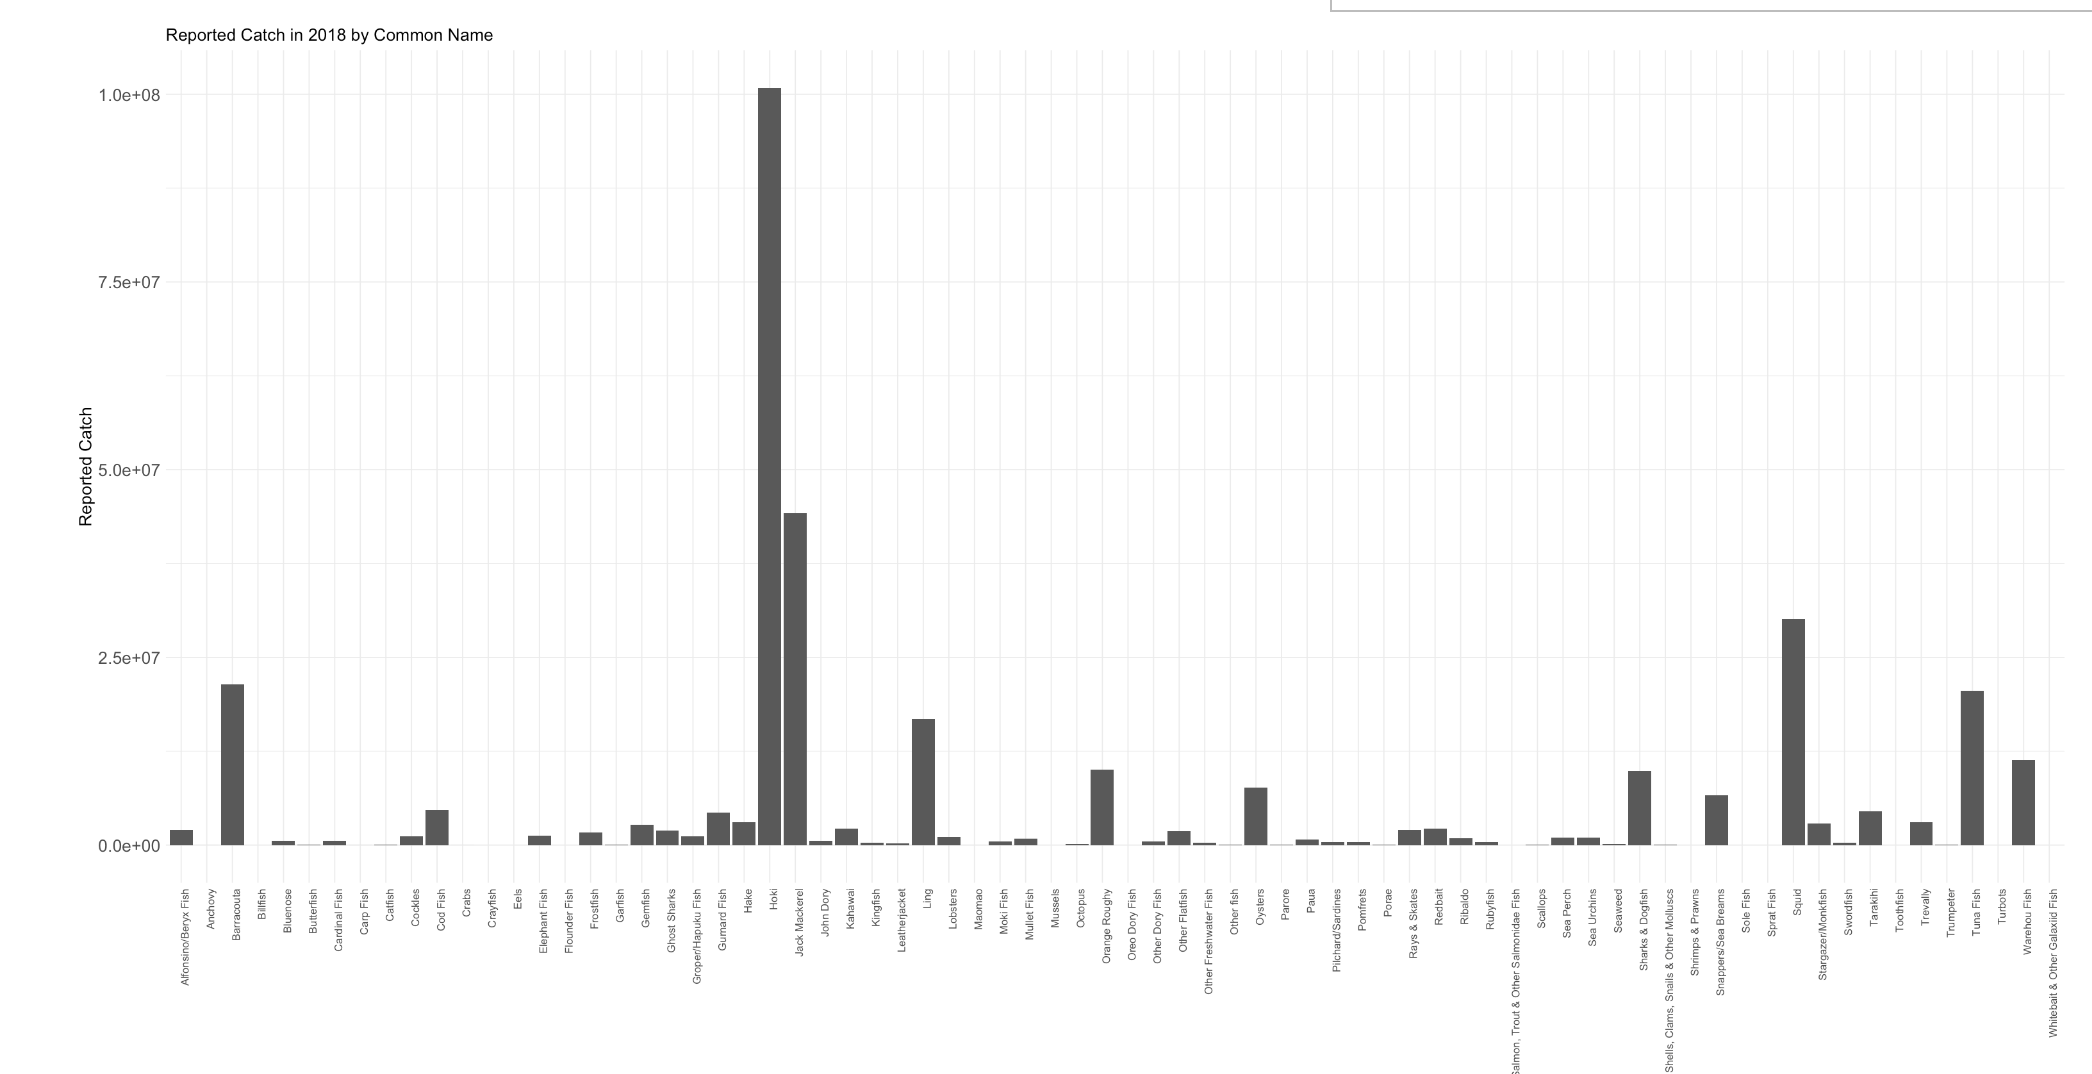 Reported Catch in 2018 by Common Name
1.0e+08
7.5e+07
5.0e+07
2.5e+07
0.0e+00
Reported Catch
Alfonsino/Beryx Fish
Anchovy
Barracouta
Billfish
Bluenose
Butterfish
Cardinal Fish
Carp Fish
Catfish
Cockles
Cod Fish
Crabs
Crayfish
Eels
Elephant Fish
Flounder Fish
Frostfish
Garfish
Gemfish
Ghost Sharks
Groper/Hapuku Fish
Gurnard Fish
Hake
Hoki
Jack Mackerel
John Dory
Kahawai
Kingfish
Leatherjacket
Ling
Lobsters
Maomao
Moki Fish
Mullet Fish
Mussels
Octopus
Orange Roughy
Oreo Dory Fish
Other Dory Fish
Other Flatfish
Other Freshwater Fish
Other fish
Oysters
Parore
Paua
Pilchard/Sardines
Pomfrets
Porae
Rays & Skates
Redbait
Ribaldo
Rubyfish
Salmon, Trout & Other Salmonidae Fish
Scallops
Sea Perch
Sea Urchins
Seaweed
Sharks & Dogfish
Shells, Clams, Snails & Other Molluscs
Shrimps & Prawns
Snappers/Sea Breams
Sole Fish
Sprat Fish
Squid
Stargazer/Monkfish
Swordfish
Tarakihi
Toothfish
Trevally
Trumpeter
Tuna Fish
Turbots
Warehou Fish
Whitebait & Other Galaxiid Fish